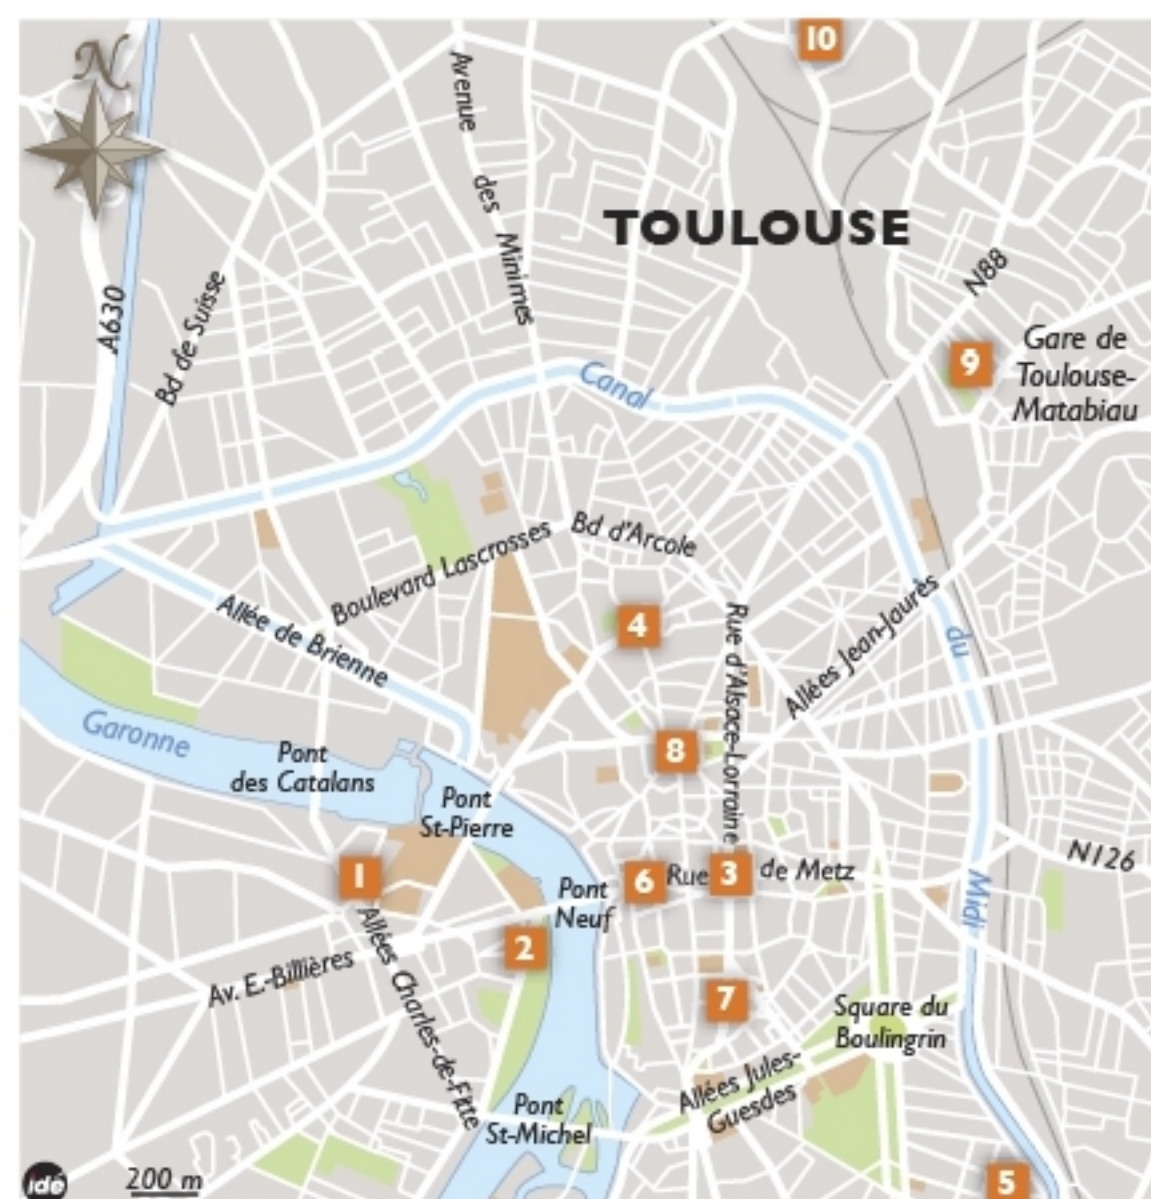 10
N
Avenue des Minimes
TOULOUSE
N88
A630
Bd de Suisse
Gare de
Toulouse-
Matabiau
9
Canal
Bd d'Arcole
Boulevard Lascrosses
Allée de Brienne
4
Rue d'Alsace-Lorraine
Allées Jean-Jaurès
du
Garonne
Pont
des Catalans
8
Pont
St-Pierre
N126
1
6
Rue
3
de Metz
Pont
Neuf
Midi
2
Allées Charles-de-Fitte
Av. E.-Billières
7
Square du
Boulingrin
Allées Jules-
Guesdes
Pont
St-Michel
5
idé
200 m